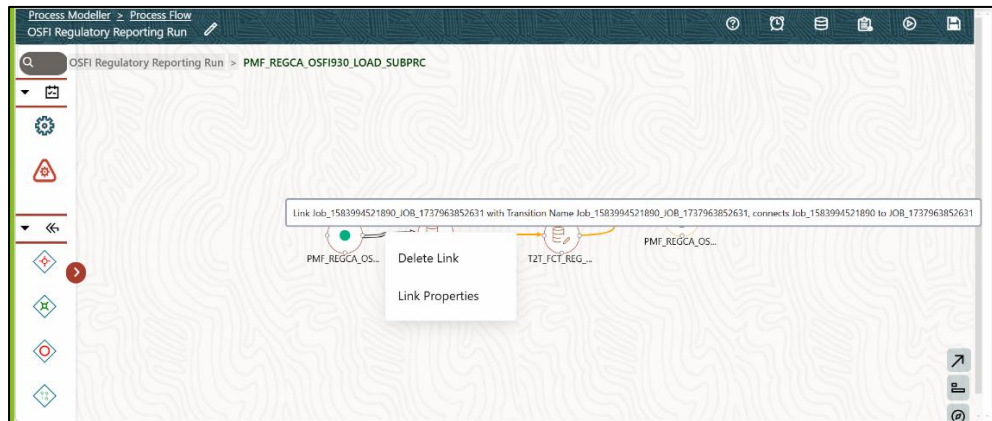 Process Modeller > Process Flow
OSFI Regulatory Reporting Run
OSFI Regulatory Reporting Run > PMF_REGCA_OSFI930_LOAD_SUBPRC
Link Job_1583994521890_JOB_1737963852631 with Transition Name Job_1583994521890_JOB_1737963852631, connects Job_1583994521890 to JOB_1737963852631
PMF_REGCA_OS...
T2T_FCT_REG_...
PMF_REGCA_OS...
Delete Link
Link Properties